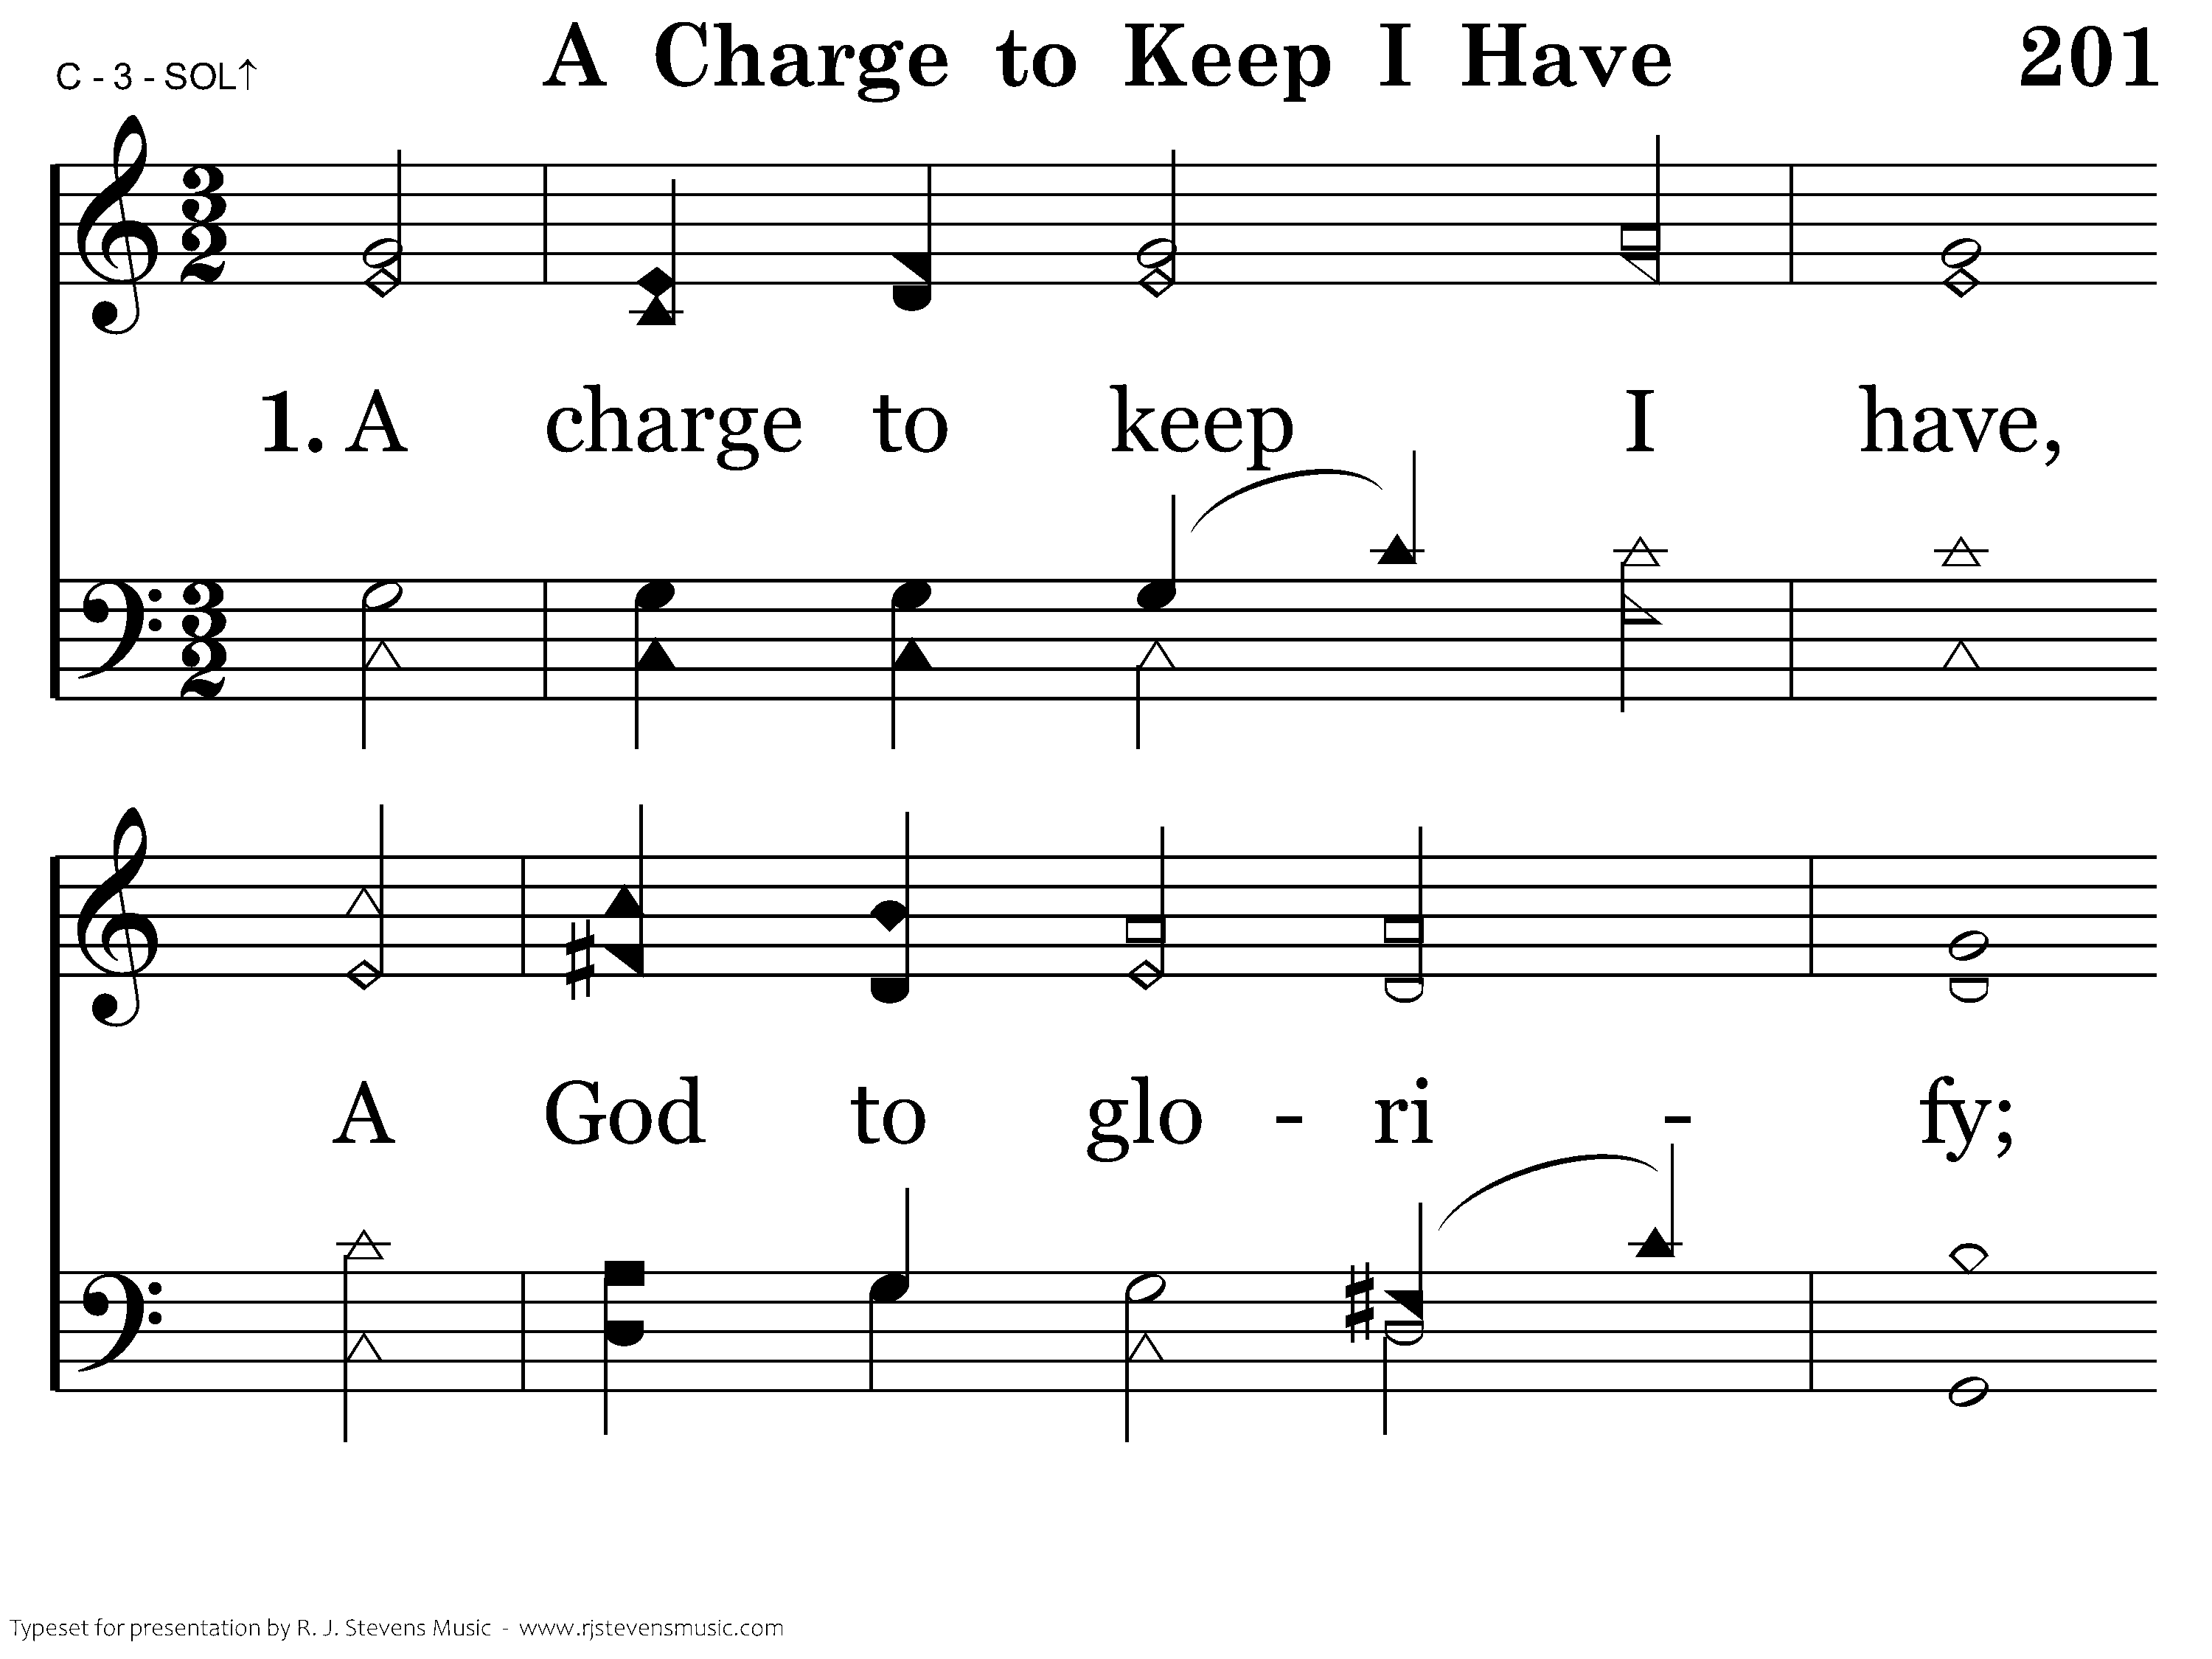 C - 3 - SOL↑ A Charge to Keep I Have 201
1. A charge to keep I have,
A God to glo - ri - fy;
Typeset for presentation by R. J. Stevens Music - www.rjstevensmusic.com